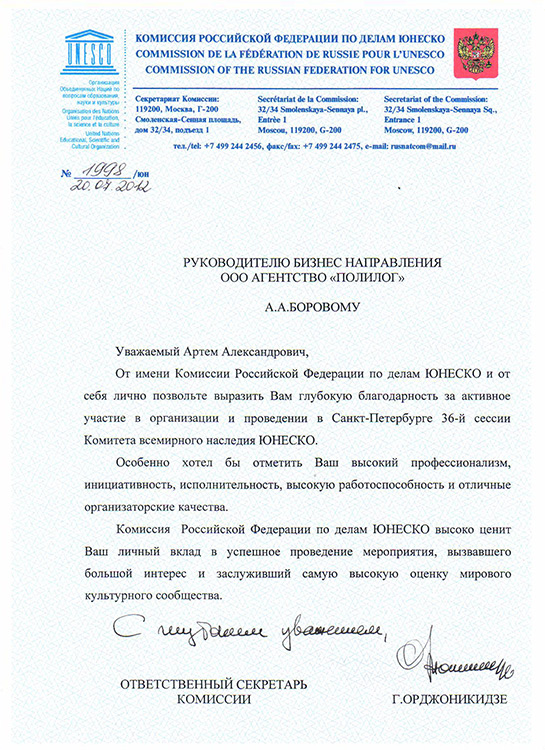 UNESCO
Организация
Объединенных Наций по
вопросам образования,
науки и культуры
Organisation des Nations
Unies pour l'éducation,
la science et la culture
United Nations
Educational, Scientific and
Cultural Organization
КОМИССИЯ РОССИЙСКОЙ ФЕДЕРАЦИИ ПО ДЕЛАМ ЮНЕСКО
COMMISSION DE LA FÉDÉRATION DE RUSSIE POUR L'UNESCO
COMMISSION OF THE RUSSIAN FEDERATION FOR UNESCO
Секретариат Комиссии:
119200, Москва, Г-200
Смоленская-Сенная площадь,
дом 32/34, подъезд 1
Secrétariat de la Commission:
32/34 Smolenskaya-Sennaya pl.,
Entrèe 1
Moscou, 119200, G-200
Secretariat of the Commission:
32/34 Smolenskaya-Sennaya Sq.,
Entrance 1
Moscow, 119200, G-200
тел./tel: +7 499 244 2456, факс/fax: +7 499 244 2475, e-mail: rusnatcom@mail.ru
№ 1998 /юн
20.07.2012
РУКОВОДИТЕЛЮ БИЗНЕС НАПРАВЛЕНИЯ
ООО АГЕНТСТВО «ПОЛИЛОГ»
А.А.БОРОВОМУ
Уважаемый Артем Александрович,
От имени Комиссии Российской Федерации по делам ЮНЕСКО и от
себя лично позвольте выразить Вам глубокую благодарность за активное
участие в организации и проведении в Санкт-Петербурге 36-й сессии
Комитета всемирного наследия ЮНЕСКО.
Особенно хотел бы отметить Ваш высокий профессионализм,
инициативность, исполнительность, высокую работоспособность и отличные
организаторские качества.
Комиссия Российской Федерации по делам ЮНЕСКО высоко ценит
Ваш личный вклад в успешное проведение мероприятия, вызвавшего
большой интерес и заслуживший самую высокую оценку мирового
культурного сообщества.
С искренним уважением,
ОТВЕТСТВЕННЫЙ СЕКРЕТАРЬ
КОМИССИИ
Г.ОРДЖОНИКИДЗЕ